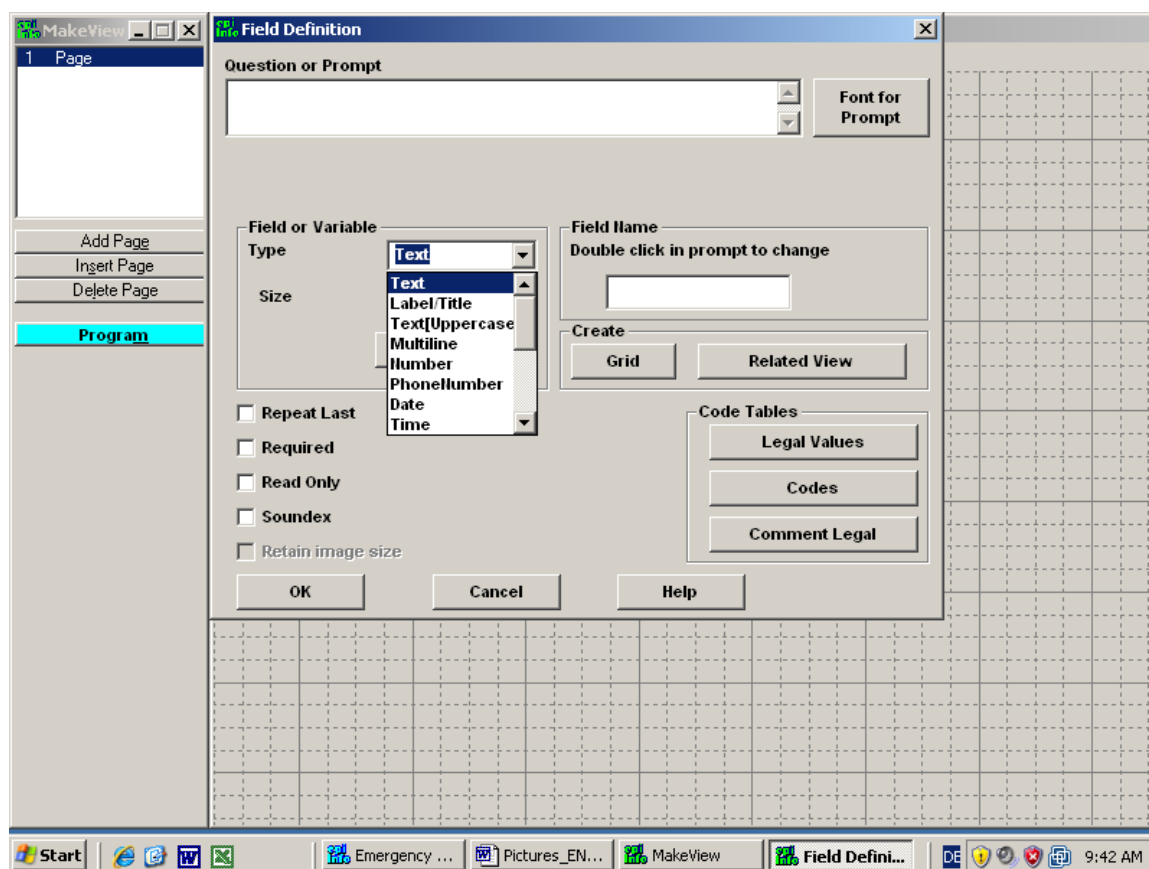 MakeView
1 Page
Add Page
Insert Page
Delete Page
Program
Epi Info Field Definition
Question or Prompt
Font for
Prompt
Field or Variable
Type
Text
Size
Text
Label/Title
Text[Uppercase
Multiline
Number
PhoneNumber
Date
Time
Field Name
Double click in prompt to change
Create
Grid
Related View
Repeat Last
Required
Read Only
Soundex
Retain image size
Code Tables
Legal Values
Codes
Comment Legal
OK
Cancel
Help
Start
Emergency ...
Pictures_EN...
MakeView
Field Defini...
DE
9:42 AM